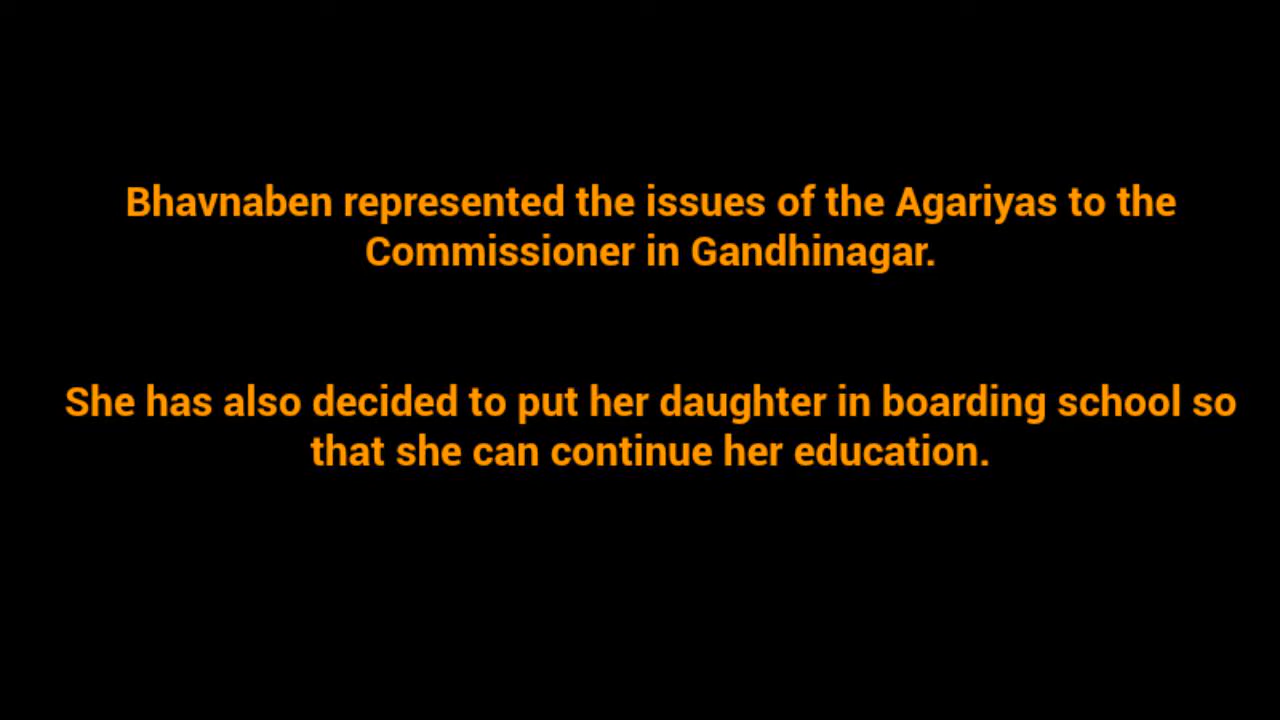 Bhavnaben represented the issues of the Agariyas to the
Commissioner in Gandhinagar.
She has also decided to put her daughter in boarding school so
that she can continue her education.